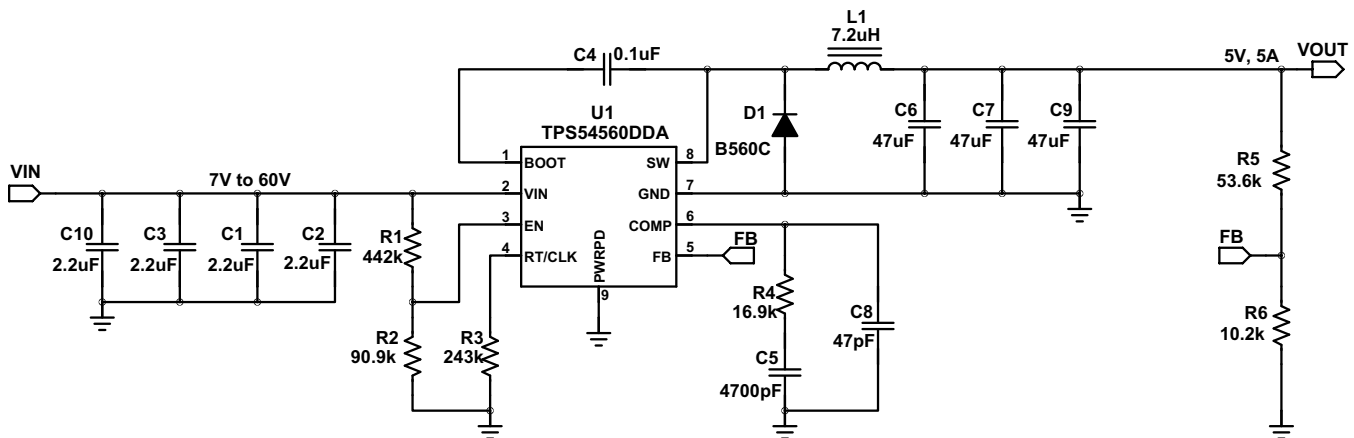 L1
7.2uH
C4
0.1uF
5V, 5A
VOUT
U1
TPS54560DDA
D1
B560C
C6
47uF
C7
47uF
C9
47uF
1
BOOT
SW
8
R5
53.6k
VIN
7V to 60V
2
VIN
GND
7
3
EN
COMP
6
4
RT/CLK
FB
5
FB
PWRPD
9
C10
2.2uF
C3
2.2uF
C1
2.2uF
C2
2.2uF
R1
442k
FB
R4
16.9k
C8
47pF
R6
10.2k
R2
90.9k
R3
243k
C5
4700pF